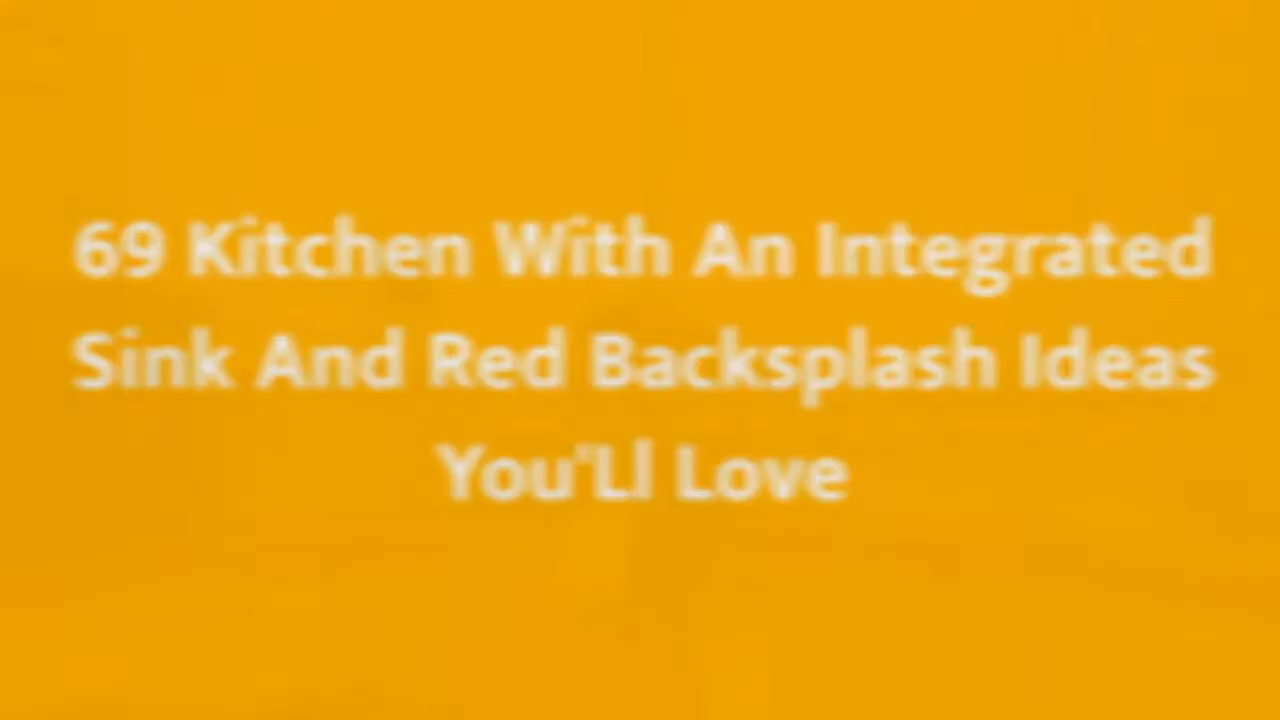 69 Kitchen With An Integrated
Sink And Red Backsplash Ideas
You'Ll Love